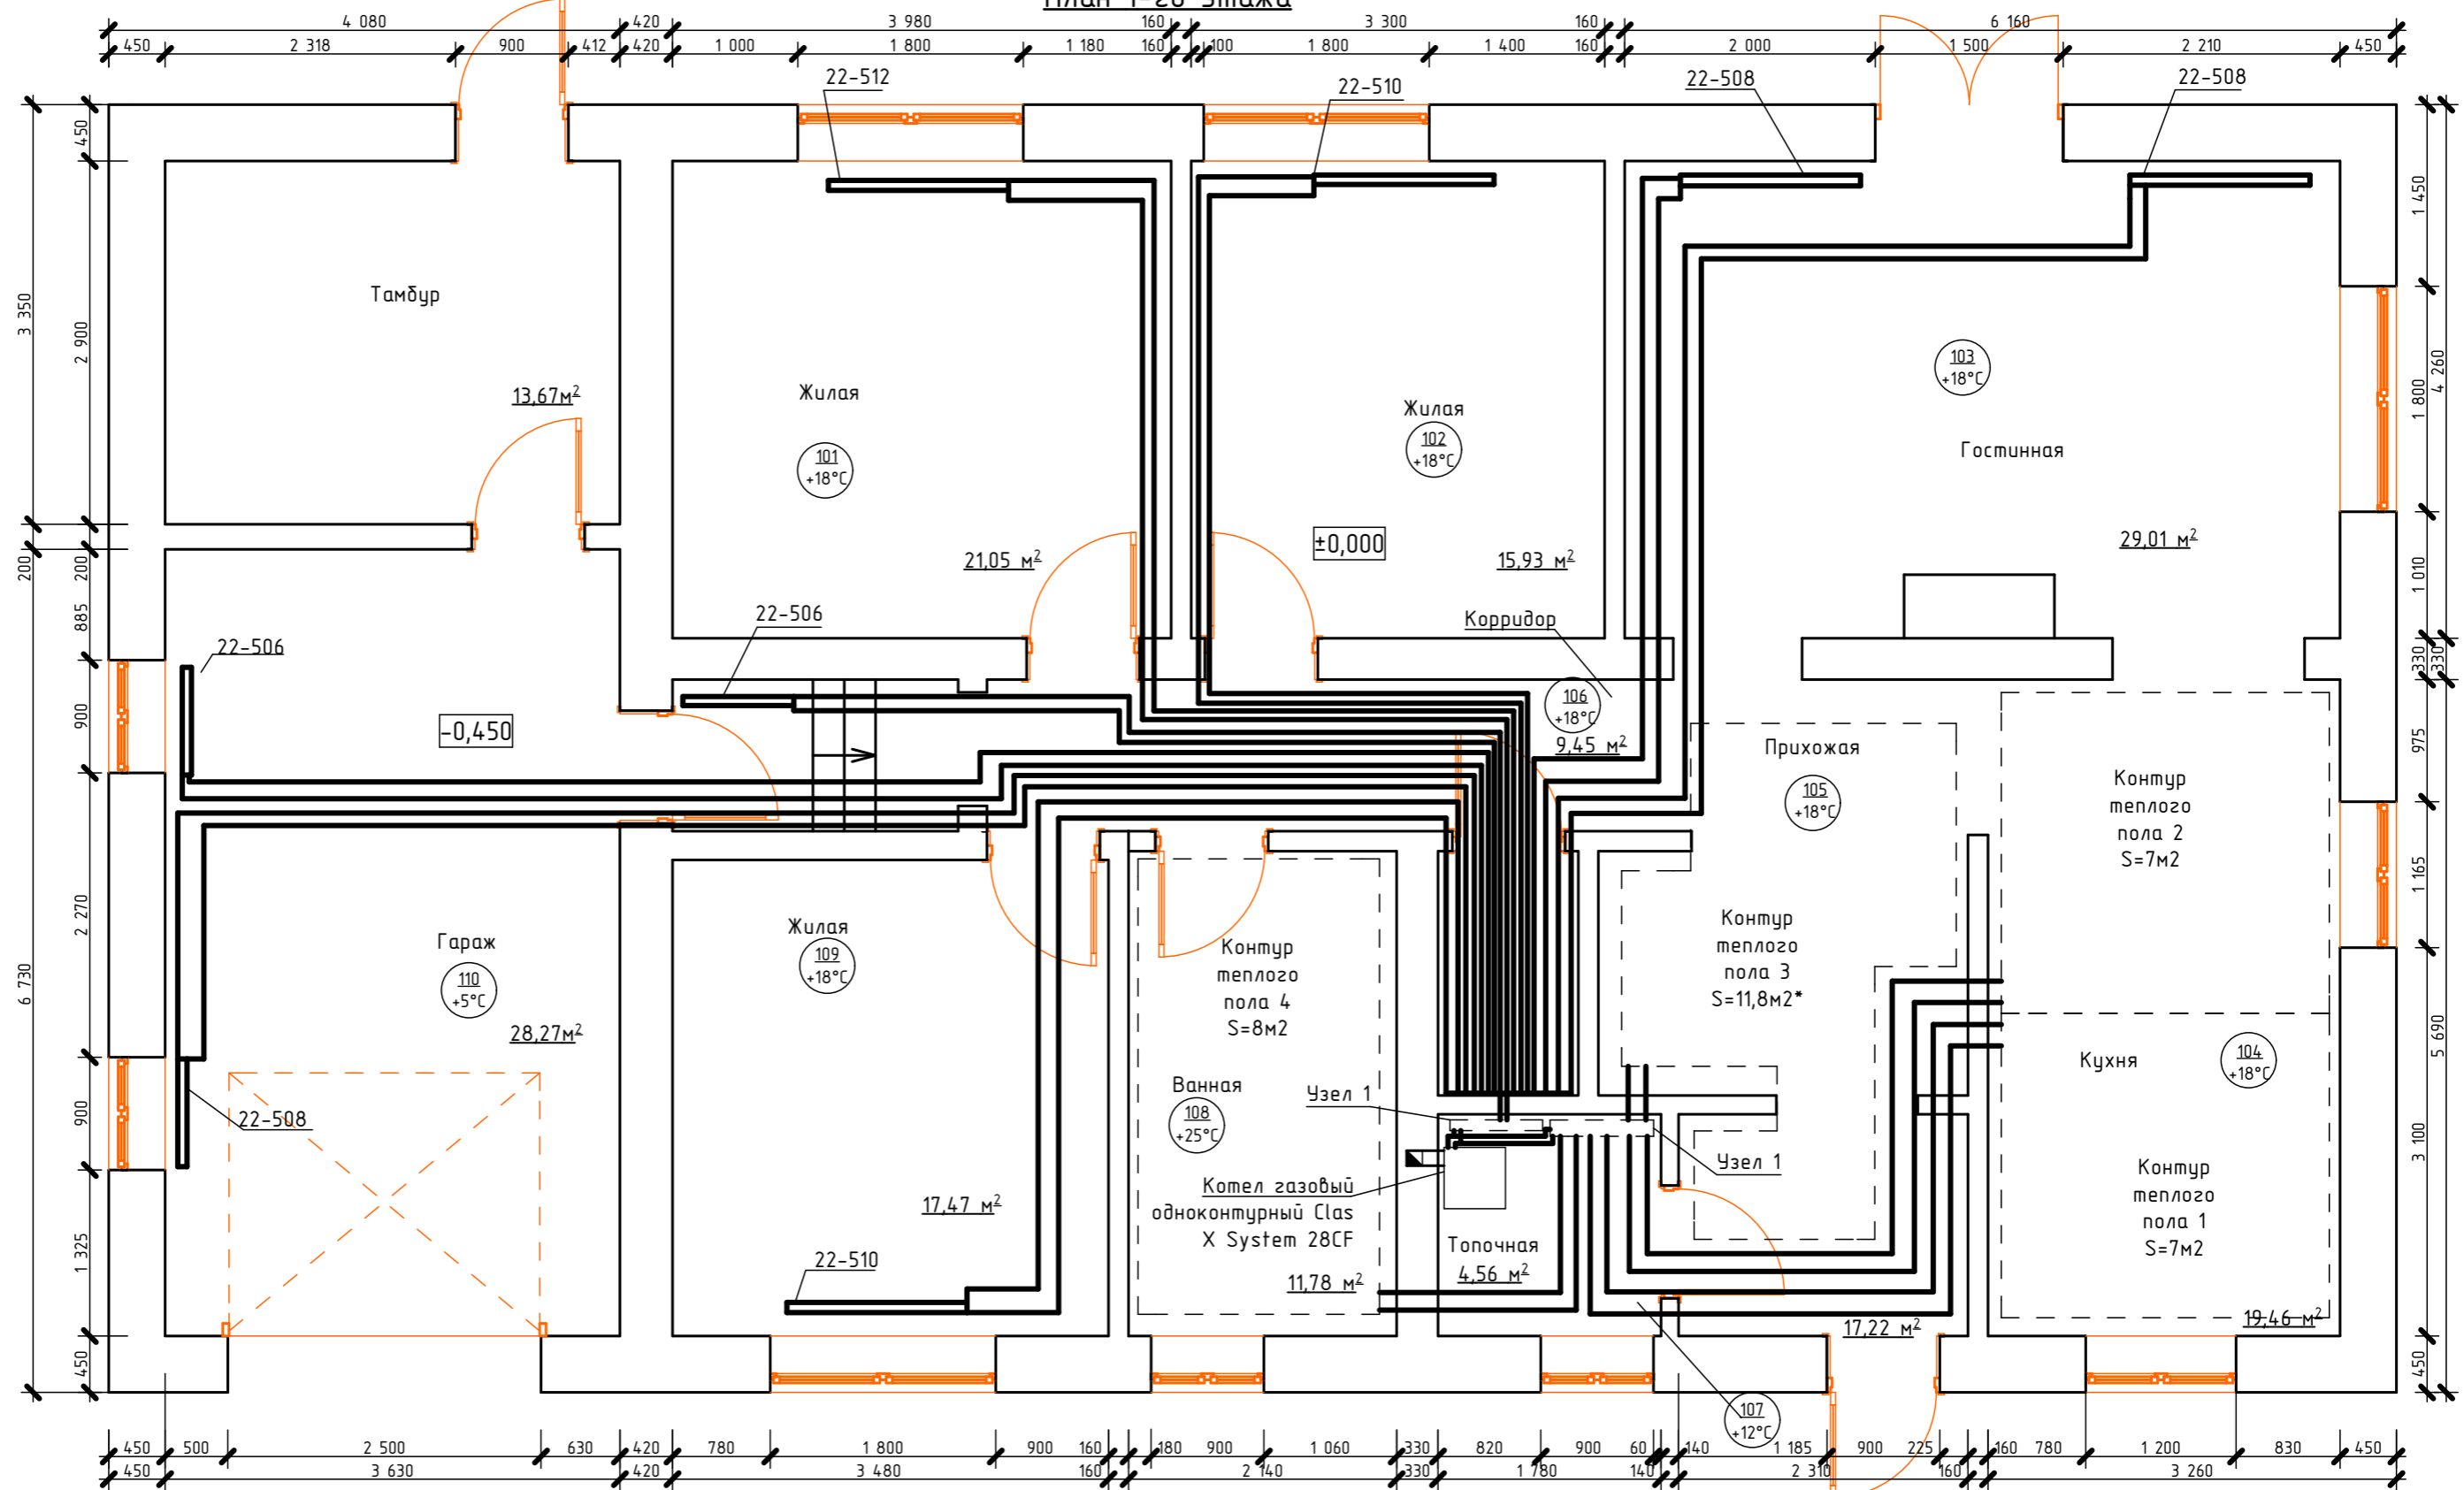 План 1-го этажа
4 080
420
3 980
160
3 300
160
6 160
450
2 318
900
412
420
1 000
1 800
1 180
160
100
1 800
1 400
160
2 000
1 500
2 210
450
22-512
22-510
22-508
22-508
450
2 900
3 350
200
200
885
900
2 270
6 730
900
1 325
450
1 450
1 800
4 260
1 010
330
330
975
1 165
5 690
3 100
450
Тамбур
13,67м²
Жилая
101
+18°C
21,05 м²
Жилая
102
+18°C
±0,000
15,93 м²
103
+18°C
Гостинная
29,01 м²
22-506
22-506
-0,450
Корридор
106
+18°C
9,45 м²
Прихожая
105
+18°C
Контур
теплого
пола 2
S=7м2
Гараж
110
+5°C
28,27м²
22-508
Жилая
109
+18°C
17,47 м²
22-510
Контур
теплого
пола 4
S=8м2
Ванная
108
+25°C
11,78 м²
Контур
теплого
пола 3
S=11,8м2*
Узел 1
Узел 1
Котел газовый
одноконтурный Clas
X System 28CF
Топочная
4,56 м²
Кухня
104
+18°C
Контур
теплого
пола 1
S=7м2
19,46 м²
17,22 м²
107
+12°C
450
500
2 500
630
420
780
1 800
900
160
180
900
1 060
330
820
900
60
140
1 185
900
225
160
780
1 200
830
450
450
3 630
420
3 480
160
2 140
330
1 780
140
2 310
160
3 260